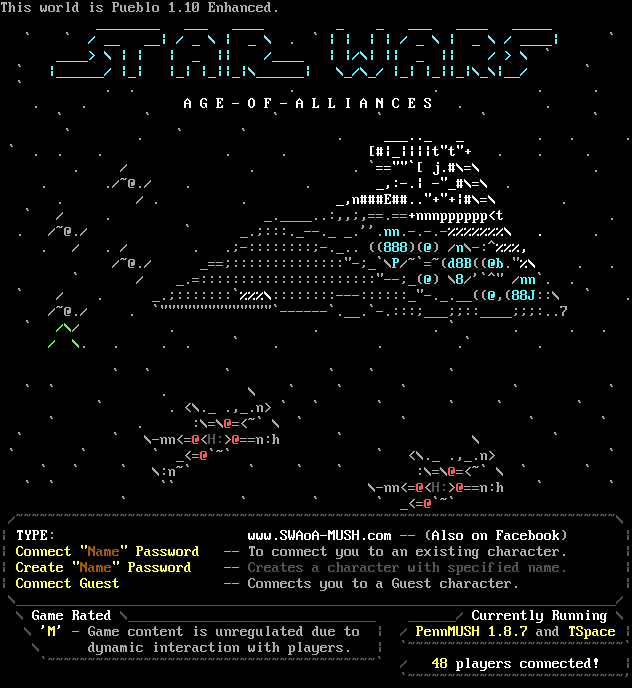 This world is Pueblo 1.10 Enhanced.
STAR WARS
AGE-OF-ALLIANCES
TYPE: www.SWAoA-MUSH.com -- (Also on Facebook)
Connect "Name" Password -- To connect you to an existing character.
Create "Name" Password -- Creates a character with specified name.
Connect Guest -- Connects you to a Guest character.
Game Rated
'M' - Game content is unregulated due to
dynamic interaction with players.
Currently Running
PennMUSH 1.8.7 and TSpace
48 players connected!